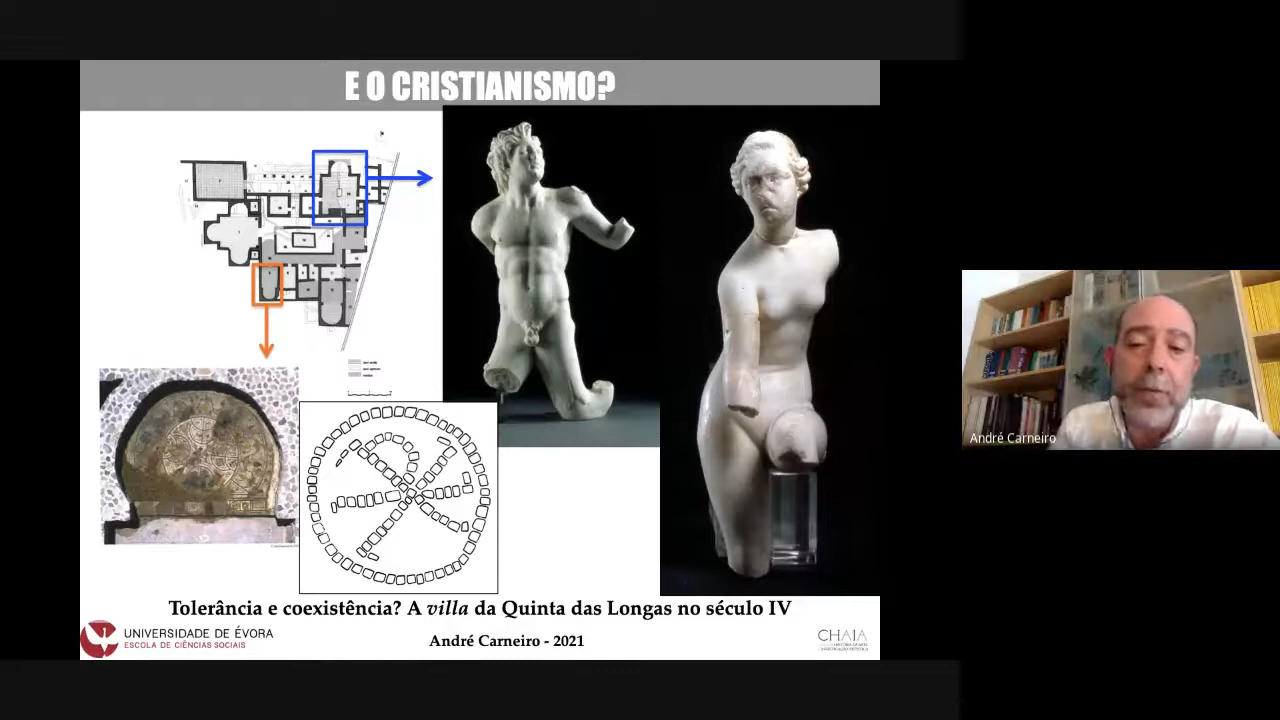 E O CRISTIANISMO?
Tolerância e coexistência? A villa da Quinta das Longas no século IV
UNIVERSIDADE DE ÉVORA
ESCOLA DE CIÊNCIAS SOCIAIS
André Carneiro - 2021
CHAIA
André Carneiro